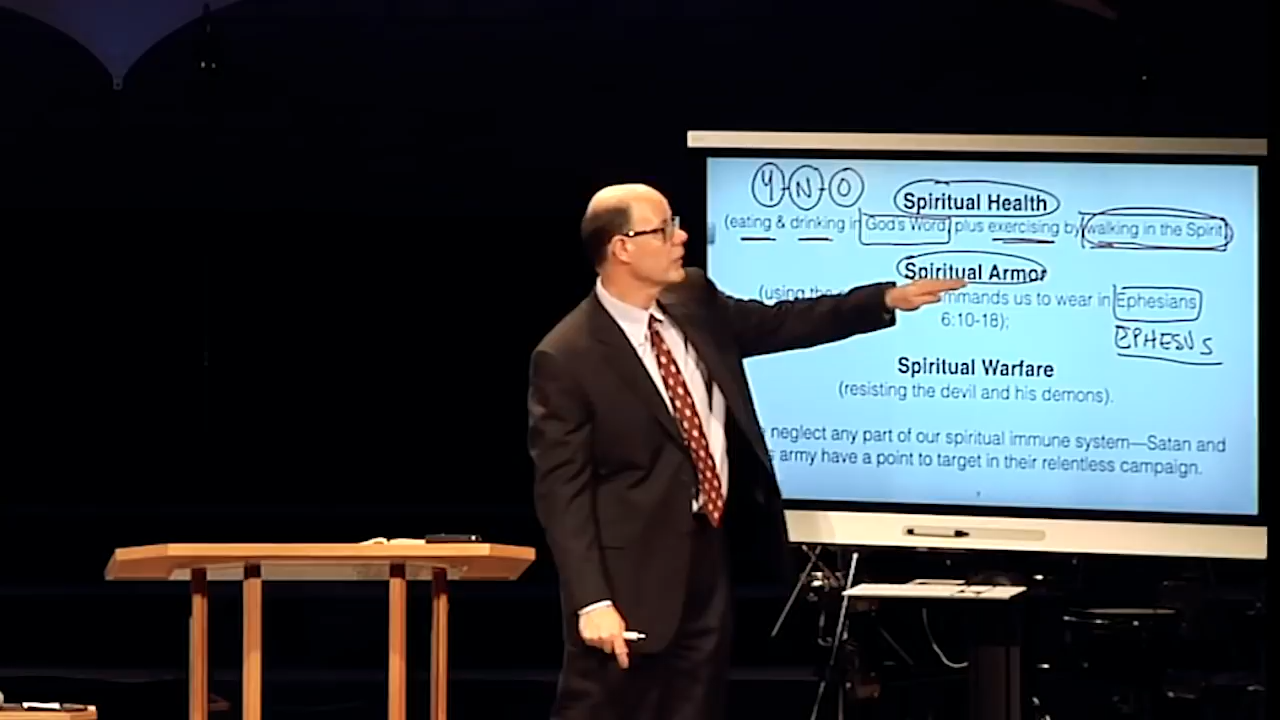 Y-N-O
Spiritual Health
(eating & drinking in God's Word, plus exercising by walking in the Spirit)
Spiritual Armor
(using the mmands us to wear in Ephesians
6:10-18);
EPHESUS
Spiritual Warfare
(resisting the devil and his demons).
neglect any part of our spiritual immune system—Satan and
army have a point to target in their relentless campaign.